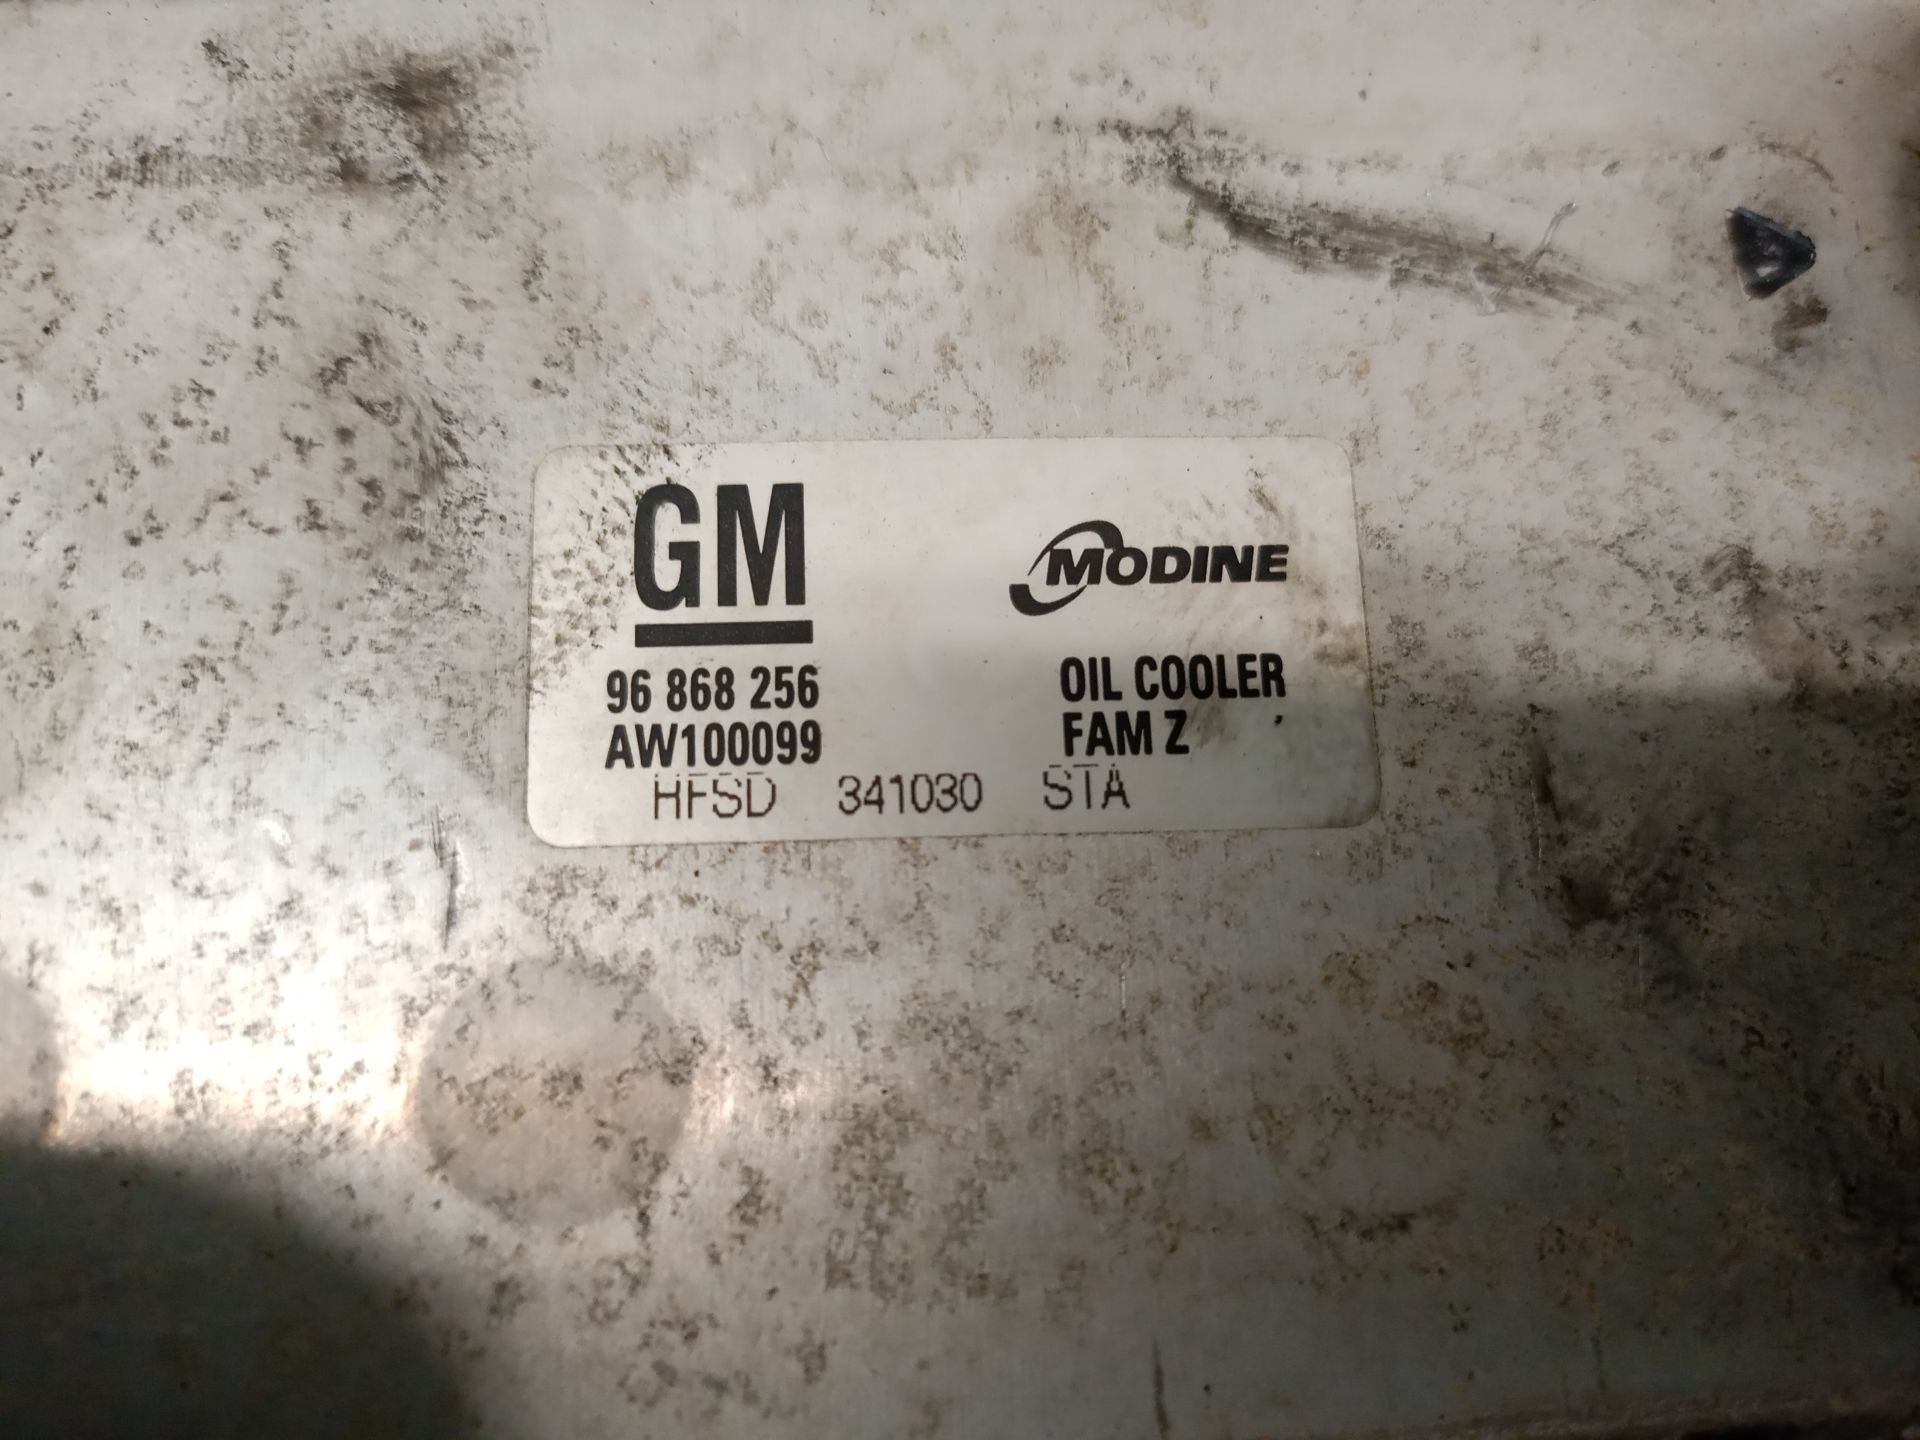 GM
MODINE
96 868 256 OIL COOLER
AW100099 FAM Z
HFSD 341030 STA